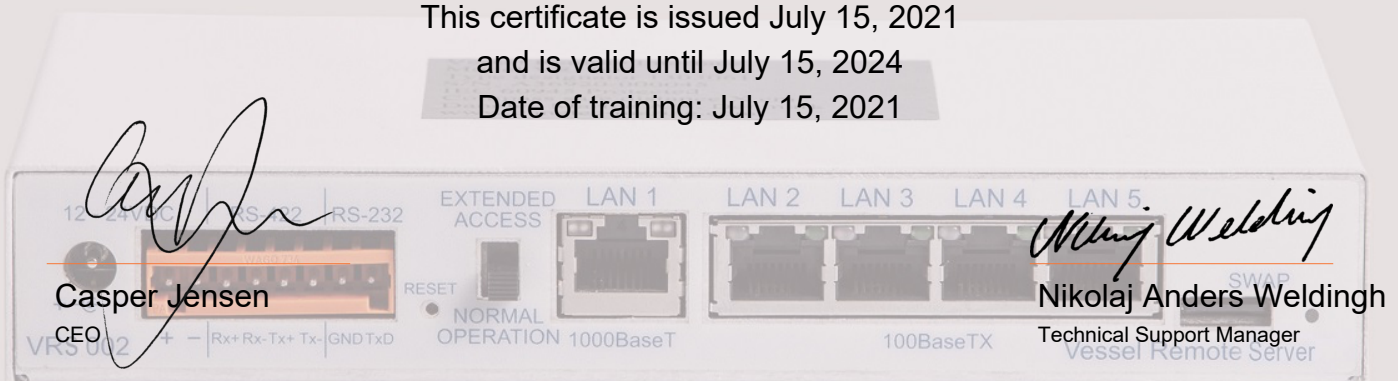 This certificate is issued July 15, 2021
and is valid until July 15, 2024
Date of training: July 15, 2021
EXTENDED ACCESS
LAN 1
LAN 2
LAN 3
LAN 4
LAN 5
12 - 24VDC
RS-422
RS-232
RESET
NORMAL OPERATION
1000BaseT
100BaseTX
SWAP
Casper Jensen
CEO
Nikolaj Anders Weldingh
Technical Support Manager
VRS 002
+ -
Rx+ Rx- Tx+ Tx-
GND TxD
Vessel Remote Server